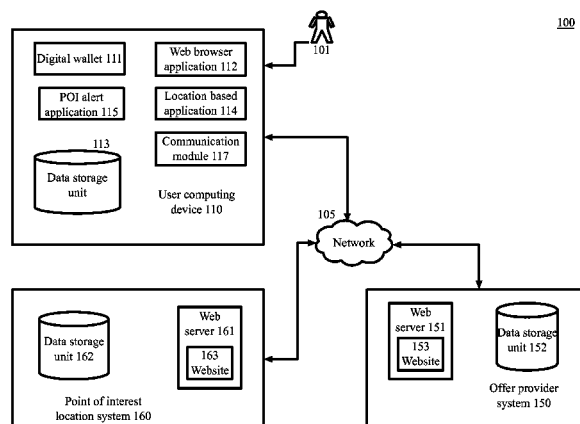 100
101
Digital wallet 111
Web browser
application 112
POI alert
application 115
Location based
application 114
113
Data storage
unit
Communication
module 117
User computing
device 110
105
Network
Data storage
unit 162
Web
server 161
163
Website
Point of interest
location system 160
Web
server 151
153
Website
Data storage
unit 152
Offer provider
system 150